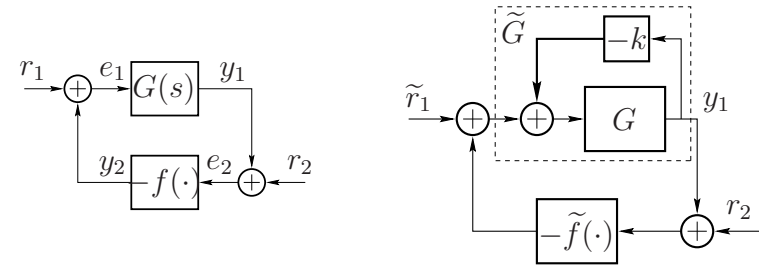 r₁
e₁
G(s)
y₁
+
y₂
−f(·)
e₂
+
r₂
G̃
−k
r̃₁
+
+
G
y₁
−f̃(·)
+
r₂